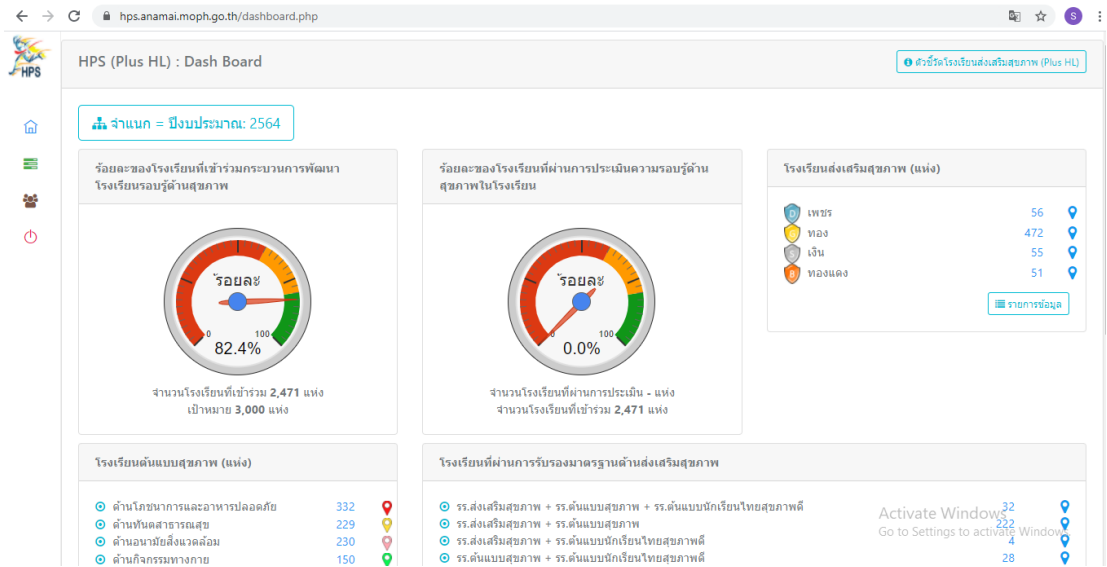 hps.anamai.moph.go.th/dashboard.php
S
HPS
HPS (Plus HL) : Dash Board
ตัวชี้วัดโรงเรียนส่งเสริมสุขภาพ (Plus HL)
จำแนก = ปีงบประมาณ: 2564
ร้อยละของโรงเรียนที่เข้าร่วมกระบวนการพัฒนา
โรงเรียนรอบรู้ด้านสุขภาพ
ร้อยละ
0 100
82.4%
จำนวนโรงเรียนที่เข้าร่วม 2,471 แห่ง
เป้าหมาย 3,000 แห่ง
ร้อยละของโรงเรียนที่ผ่านการประเมินความรอบรู้ด้าน
สุขภาพในโรงเรียน
ร้อยละ
0 100
0.0%
จำนวนโรงเรียนที่ผ่านการประเมิน - แห่ง
จำนวนโรงเรียนที่เข้าร่วม 2,471 แห่ง
โรงเรียนส่งเสริมสุขภาพ (แห่ง)
D เพชร 56
G ทอง 472
S เงิน 55
B ทองแดง 51
รายการข้อมูล
โรงเรียนต้นแบบสุขภาพ (แห่ง)
ด้านโภชนาการและอาหารปลอดภัย 332
ด้านทันตสาธารณสุข 229
ด้านอนามัยสิ่งแวดล้อม 230
ด้านกิจกรรมทางกาย 150
โรงเรียนที่ผ่านการรับรองมาตรฐานด้านส่งเสริมสุขภาพ
รร.ส่งเสริมสุขภาพ + รร.ต้นแบบสุขภาพ + รร.ต้นแบบนักเรียนไทยสุขภาพดี 32
รร.ส่งเสริมสุขภาพ + รร.ต้นแบบสุขภาพ 222
รร.ส่งเสริมสุขภาพ + รร.ต้นแบบนักเรียนไทยสุขภาพดี 4
รร.ต้นแบบสุขภาพ + รร.ต้นแบบนักเรียนไทยสุขภาพดี 28
Activate Windows
Go to Settings to activate Windows.